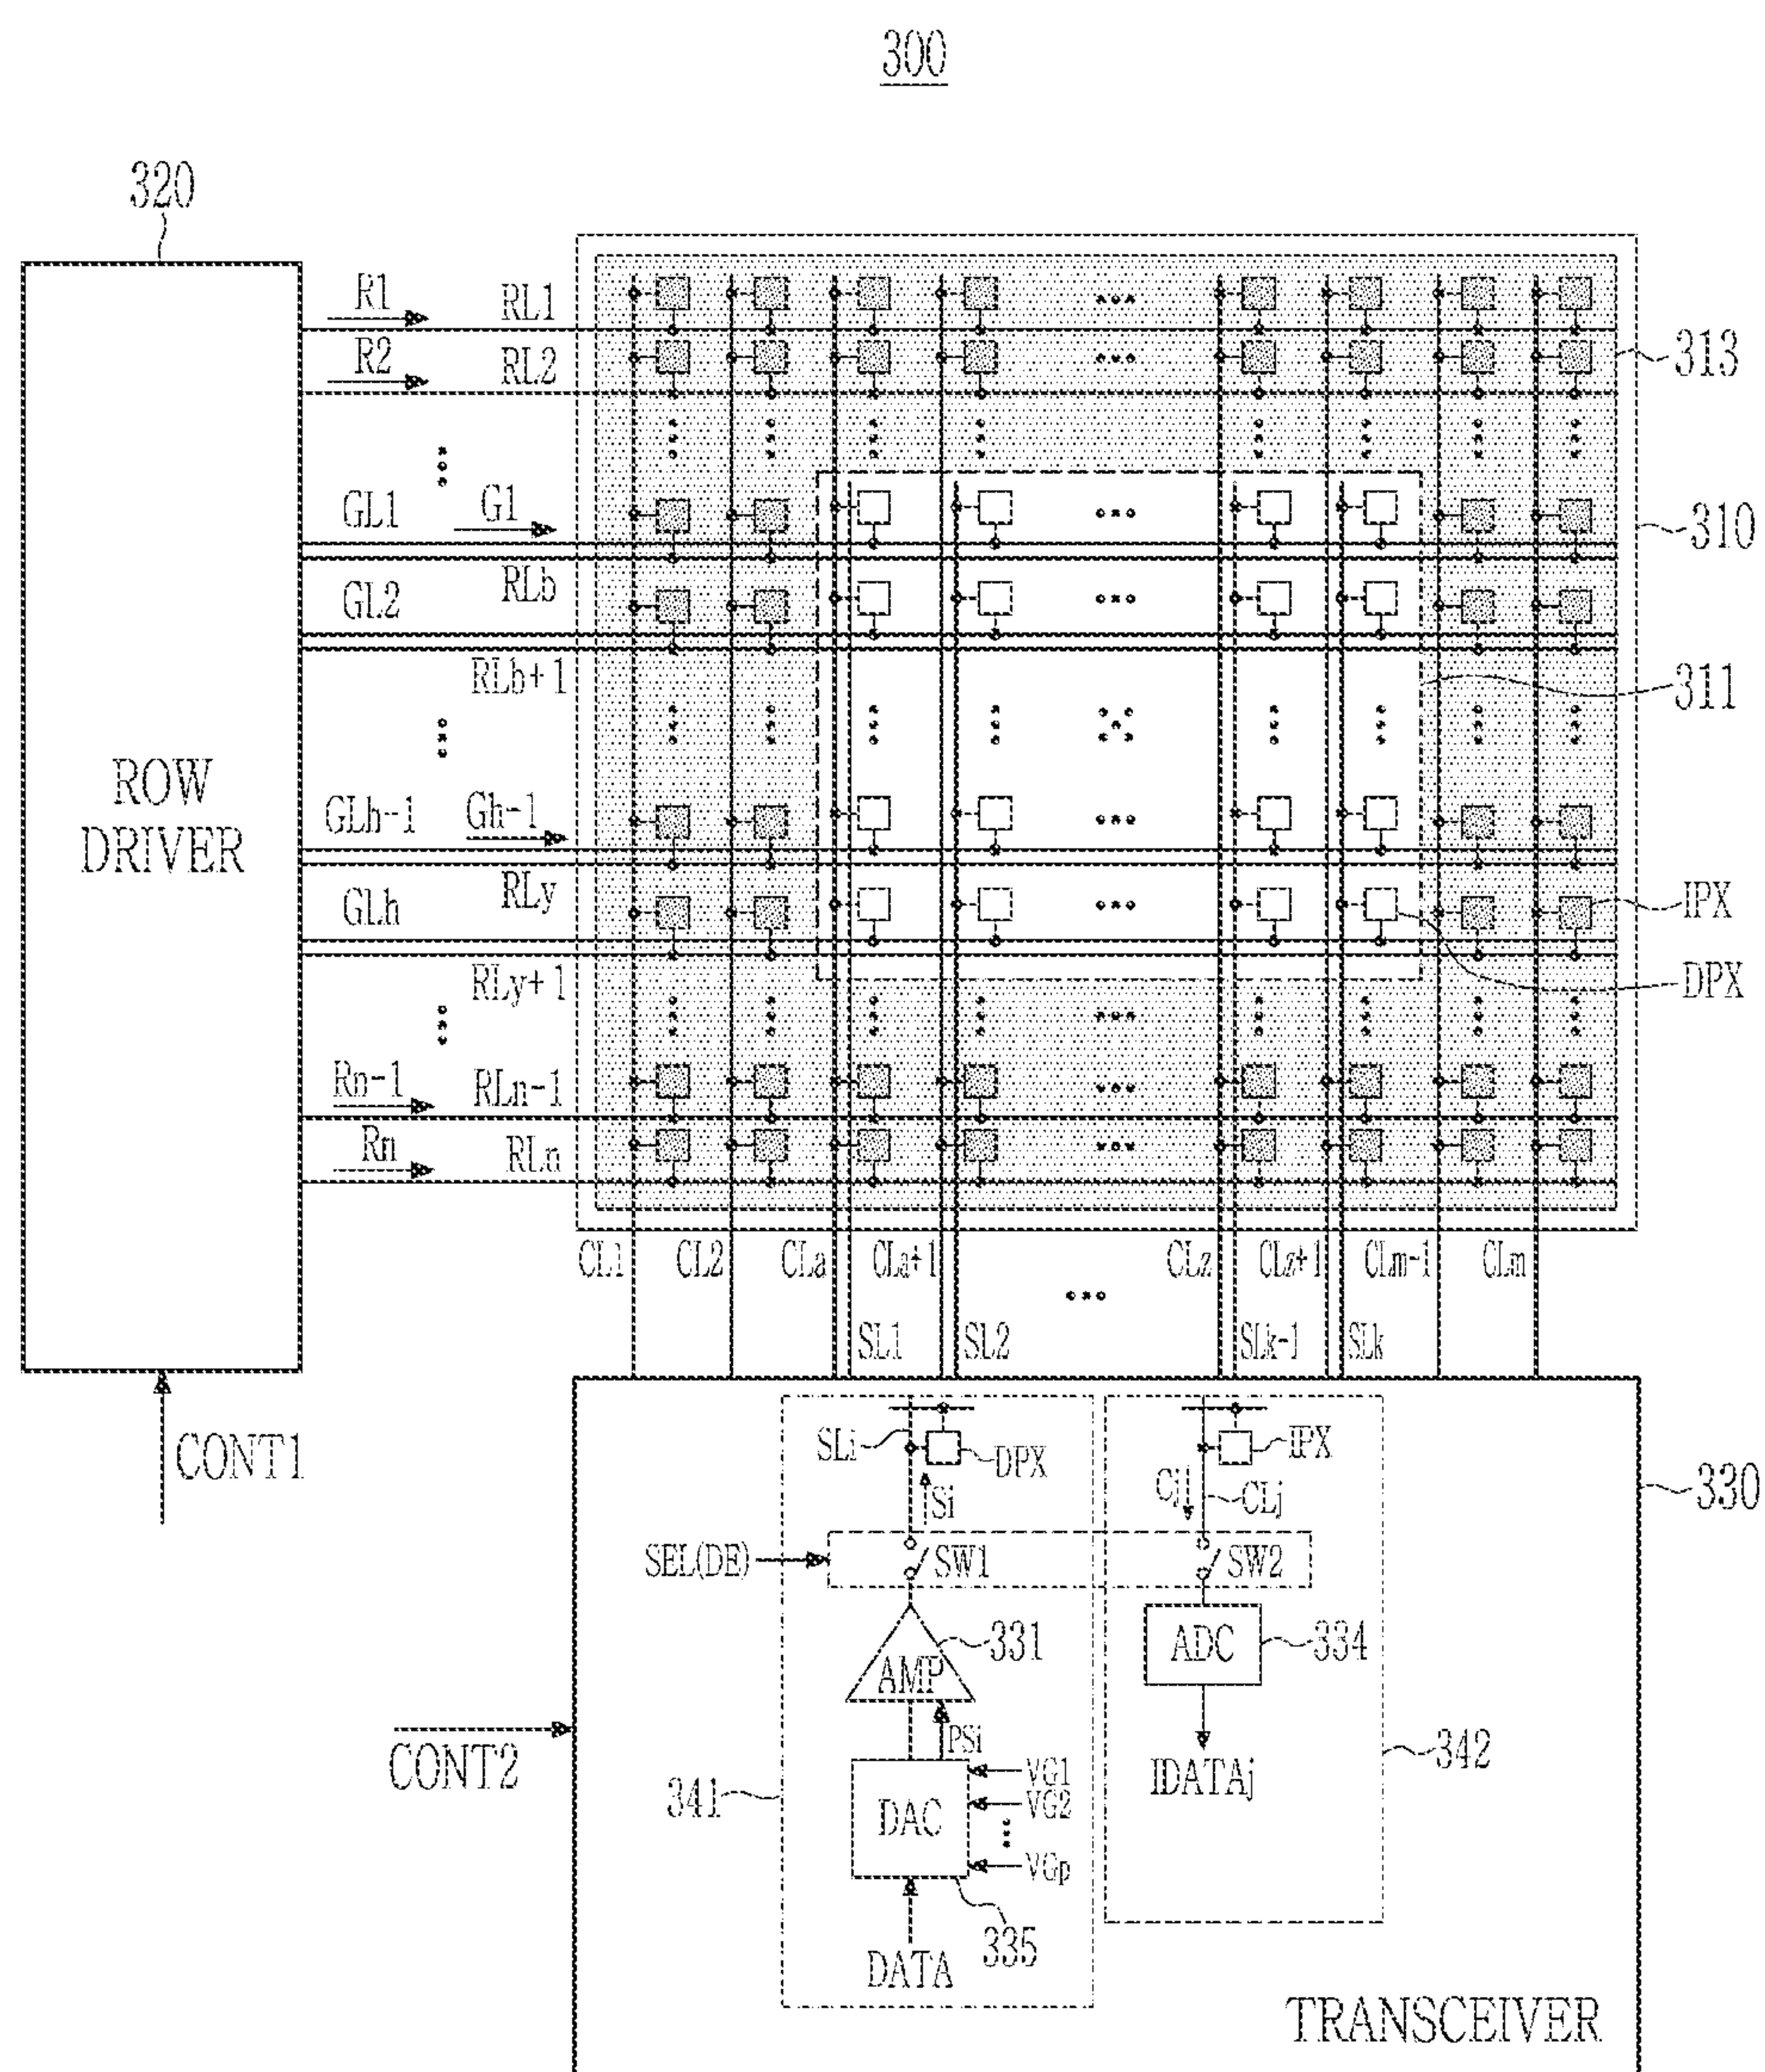 300
320
R1
RL1
R2
RL2
313
GL1
G1
310
GL2
RLb
RLb+1
311
ROW
DRIVER
GLh-1
Gh-1
GLh
RLy
IPX
RLy+1
DPX
Rn-1
RLn-1
Rn
RLn
CL1
CL2
CLa
CLa+1
CLz
CLz+1
CLm-1
CLm
SL1
SL2
SLk-1
SLk
CONT1
SLi
DPX
IPX
Si
Cj
CLj
330
SEL(DE)
SW1
SW2
AMP
331
ADC
334
PSi
CONT2
341
DAC
VG1
VG2
VGp
IDATAj
342
335
DATA
TRANSCEIVER